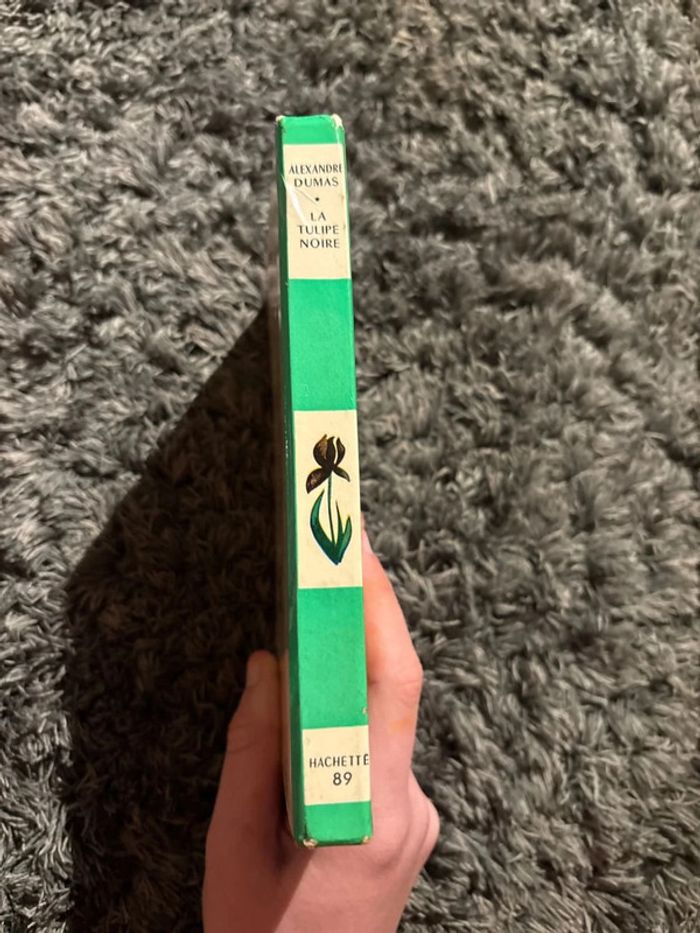 ALEXANDRE
DUMAS
•
LA
TULIPE
NOIRE
HACHETTE
89